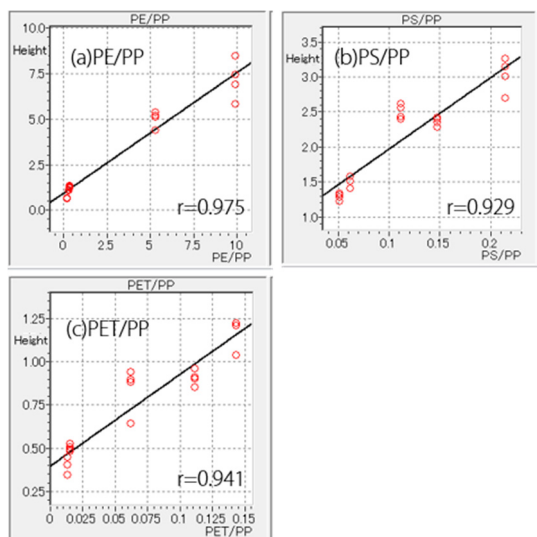 PE/PP
10.0
Height
7.5
5.0
2.5
0.0
(a)PE/PP
r=0.975
0 2.5 5 7.5 10
PE/PP
PS/PP
3.5
Height
3.0
2.5
2.0
1.5
1.0
(b)PS/PP
r=0.929
0.05 0.1 0.15 0.2
PS/PP
PET/PP
1.25
Height
1.00
0.75
0.50
0.25
(c)PET/PP
r=0.941
0 0.025 0.05 0.075 0.1 0.125 0.15
PET/PP